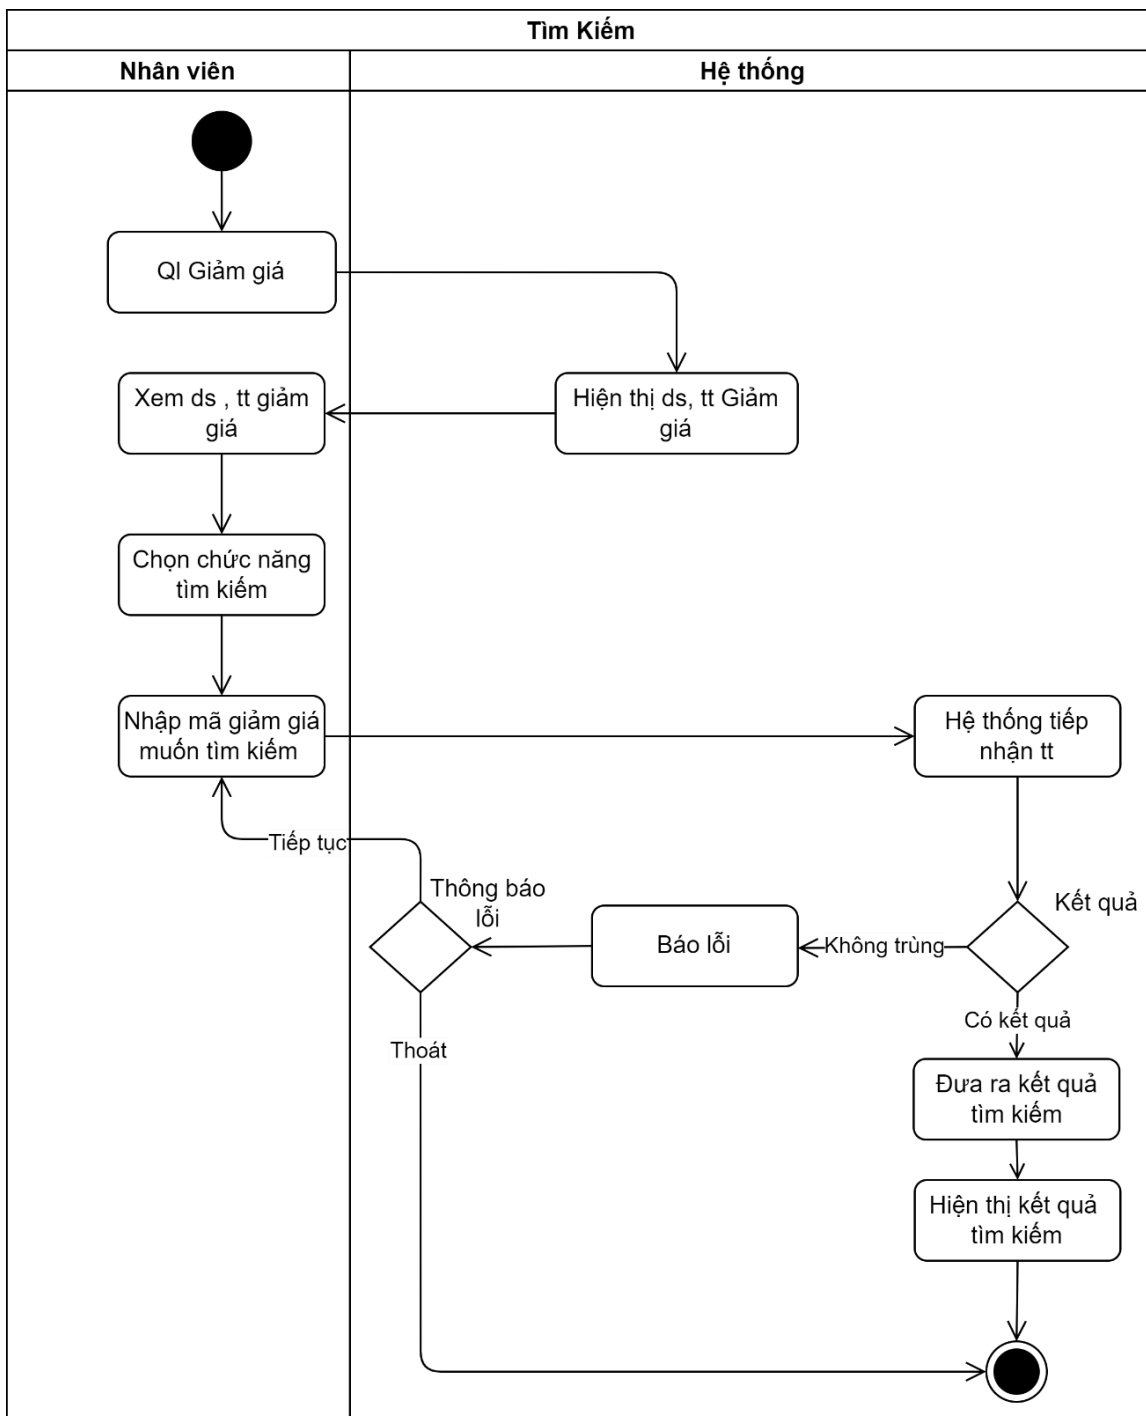 Tìm Kiếm
Nhân viên
Hệ thống
Ql Giảm giá
Xem ds , tt giảm
giá
Hiện thị ds, tt Giảm
giá
Chọn chức năng
tìm kiếm
Nhập mã giảm giá
muốn tìm kiếm
Hệ thống tiếp
nhận tt
Tiếp tục
Thông báo
lỗi
Báo lỗi
Không trùng
Kết quả
Có kết quả
Thoát
Đưa ra kết quả
tìm kiếm
Hiện thị kết quả
tìm kiếm